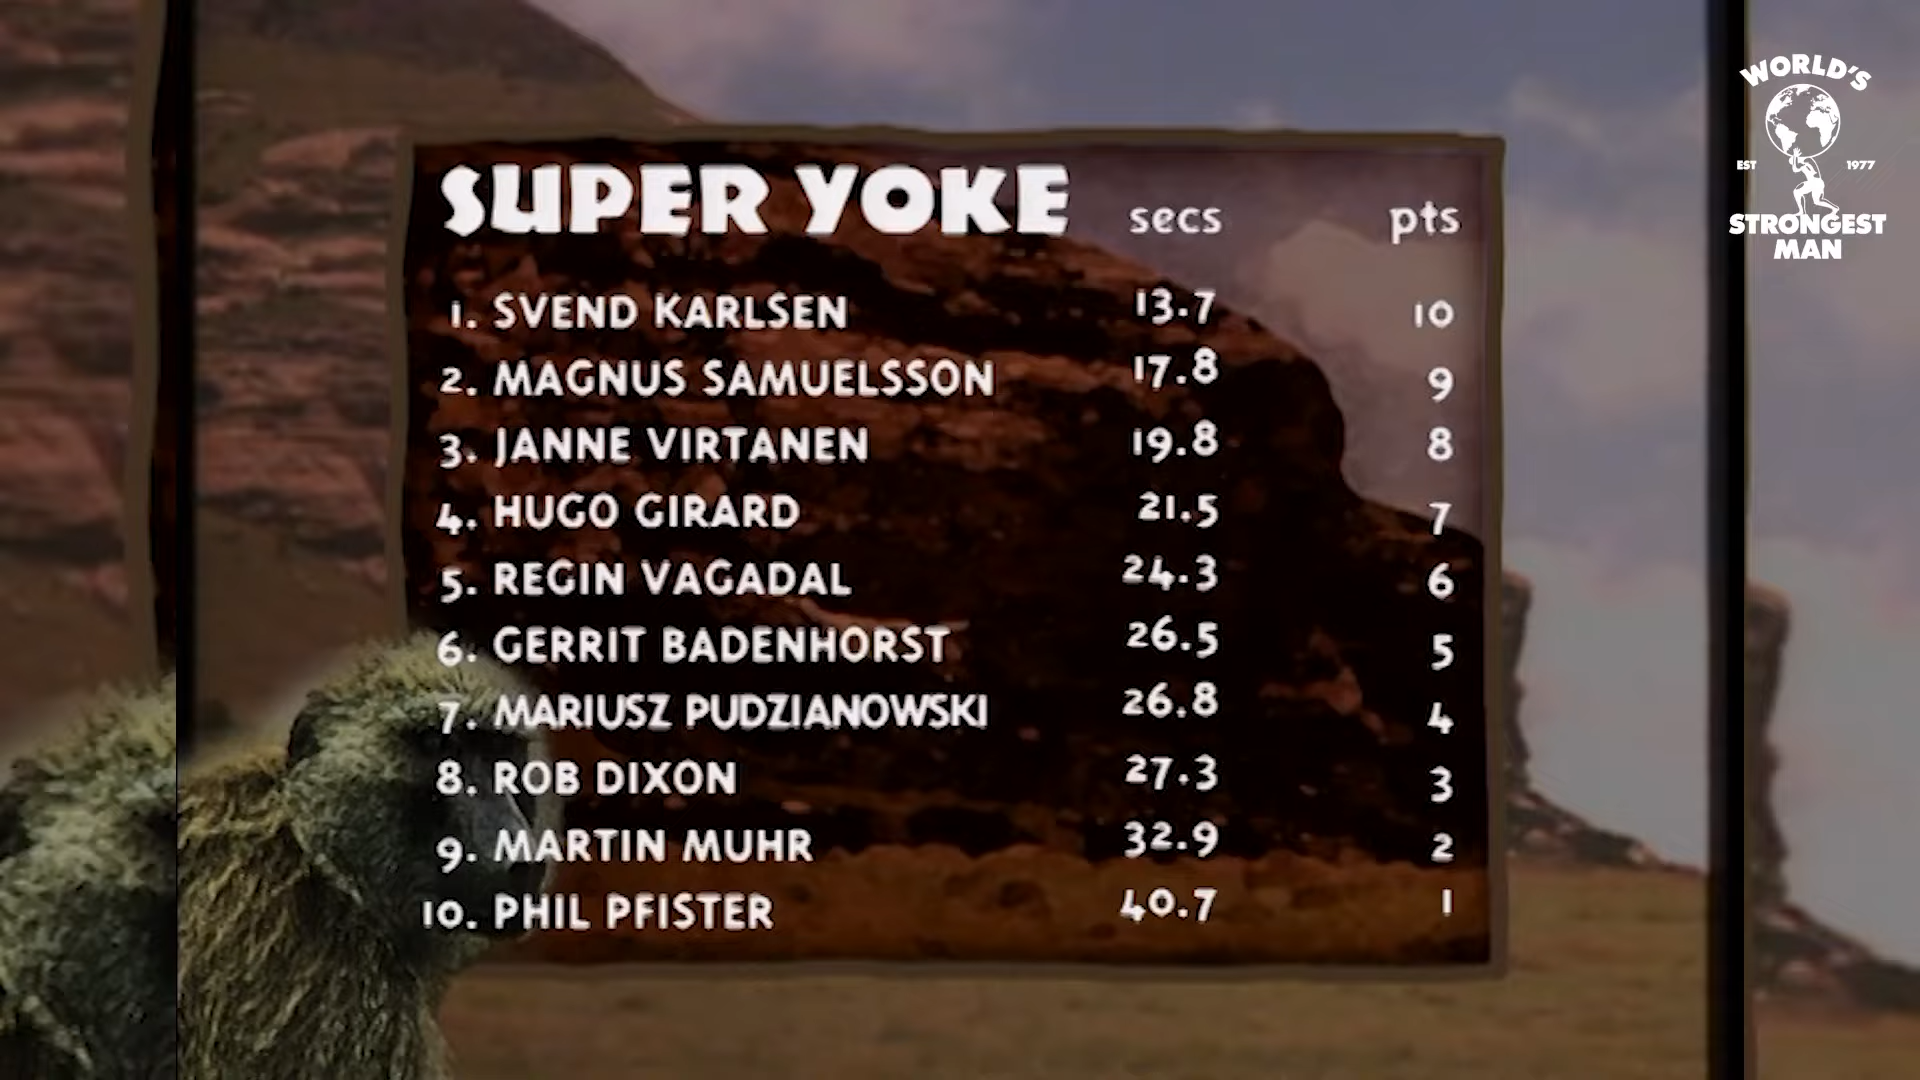 SUPER YOKE secs pts
1. SVEND KARLSEN 13.7 10
2. MAGNUS SAMUELSSON 17.8 9
3. JANNE VIRTANEN 19.8 8
4. HUGO GIRARD 21.5 7
5. REGIN VAGADAL 24.3 6
6. GERRIT BADENHORST 26.5 5
7. MARIUSZ PUDZIANOWSKI 26.8 4
8. ROB DIXON 27.3 3
9. MARTIN MUHR 32.9 2
10. PHIL PFISTER 40.7 1
WORLD'S
EST 1977
STRONGEST
MAN